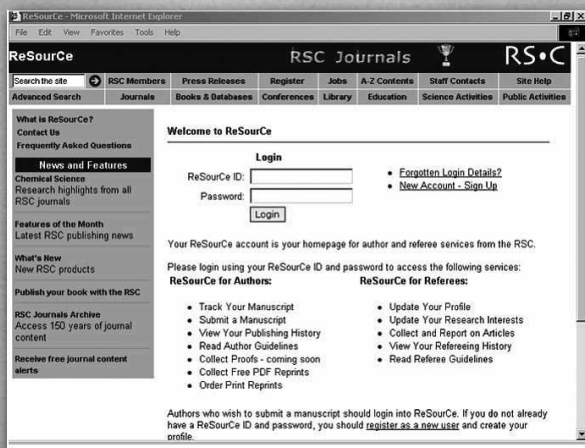 ReSourCe - Microsoft Internet Explorer
File Edit View Favorites Tools Help
ReSourCe
RSC Journals
RS•C
Search the site RSC Members Press Releases Register Jobs A-Z Contents Staff Contacts Site Help
Advanced Search Journals Books & Databases Conferences Library Education Science Activities Public Activities
What is ReSourCe?
Contact Us
Frequently Asked Questions
News and Features
Chemical Science
Research highlights from all
RSC journals
Features of the Month
Latest RSC publishing news
What's New
New RSC products
Publish your book with the RSC
RSC Journals Archive
Access 150 years of journal
content
Receive free journal content
alerts
Welcome to ReSourCe
Login
ReSourCe ID:
Password:
Login
Forgotten Login Details?
New Account - Sign Up
Your ReSourCe account is your homepage for author and referee services from the RSC.
Please login using your ReSourCe ID and password to access the following services:
ReSourCe for Authors:
Track Your Manuscript
Submit a Manuscript
View Your Publishing History
Read Author Guidelines
Collect Proofs - coming soon
Collect Free PDF Reprints
Order Print Reprints
ReSourCe for Referees:
Update Your Profile
Update Your Research Interests
Collect and Report on Articles
View Your Refereeing History
Read Referee Guidelines
Authors who wish to submit a manuscript should login into ReSourCe. If you do not already
have a ReSourCe ID and password, you should register as a new user and create your
profile.